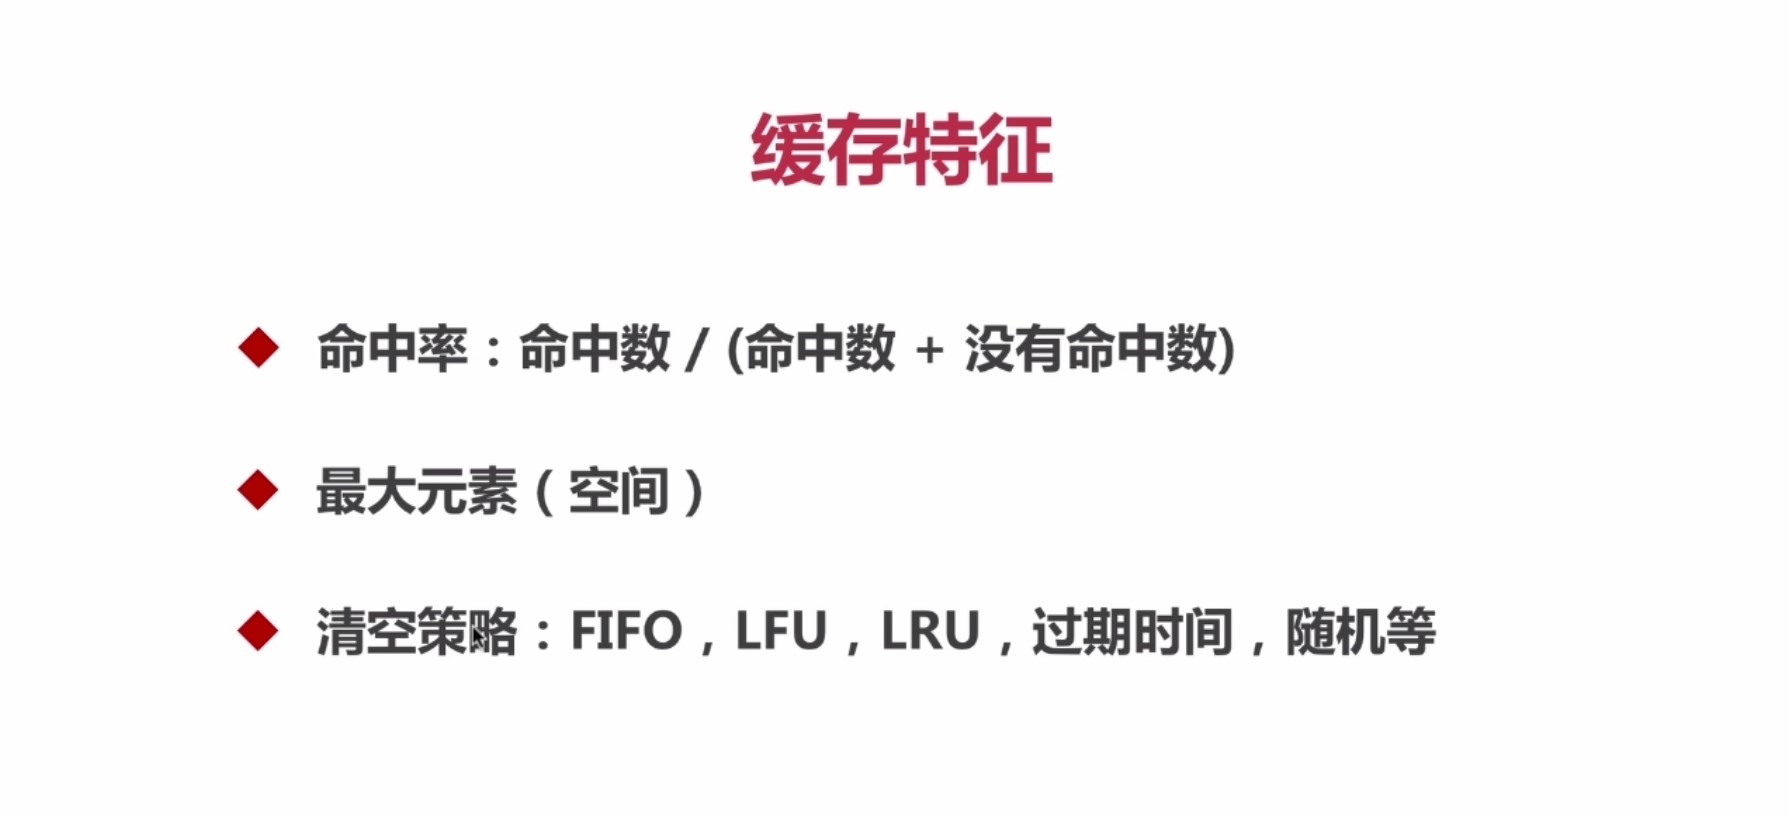 缓存特征
命中率：命中数 / (命中数 + 没有命中数)
最大元素（空间）
清空策略：FIFO，LFU，LRU，过期时间，随机等